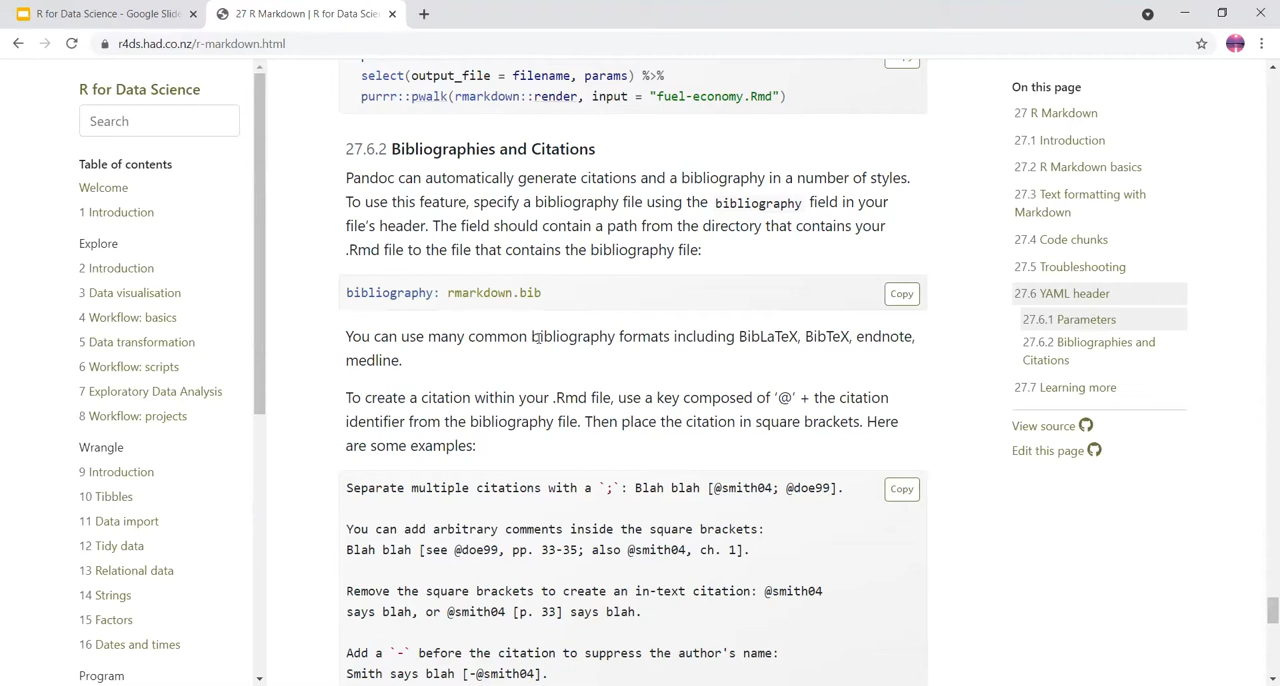 R for Data Science - Google Slide
27 R Markdown | R for Data Scien
r4ds.had.co.nz/r-markdown.html
R for Data Science
Search
Table of contents
Welcome
1 Introduction
Explore
2 Introduction
3 Data visualisation
4 Workflow: basics
5 Data transformation
6 Workflow: scripts
7 Exploratory Data Analysis
8 Workflow: projects
Wrangle
9 Introduction
10 Tibbles
11 Data import
12 Tidy data
13 Relational data
14 Strings
15 Factors
16 Dates and times
Program
select(output_file = filename, params) %>%
purrr::pwalk(rmarkdown::render, input = "fuel-economy.Rmd")
27.6.2 Bibliographies and Citations
Pandoc can automatically generate citations and a bibliography in a number of styles.
To use this feature, specify a bibliography file using the bibliography field in your
file's header. The field should contain a path from the directory that contains your
.Rmd file to the file that contains the bibliography file:
bibliography: rmarkdown.bib
Copy
You can use many common bibliography formats including BibLaTeX, BibTeX, endnote,
medline.
To create a citation within your .Rmd file, use a key composed of '@' + the citation
identifier from the bibliography file. Then place the citation in square brackets. Here
are some examples:
Separate multiple citations with a `;`: Blah blah [@smith04; @doe99].
Copy
You can add arbitrary comments inside the square brackets:
Blah blah [see @doe99, pp. 33-35; also @smith04, ch. 1].
Remove the square brackets to create an in-text citation: @smith04
says blah, or @smith04 [p. 33] says blah.
Add a `-` before the citation to suppress the author's name:
Smith says blah [-@smith04].
On this page
27 R Markdown
27.1 Introduction
27.2 R Markdown basics
27.3 Text formatting with
Markdown
27.4 Code chunks
27.5 Troubleshooting
27.6 YAML header
27.6.1 Parameters
27.6.2 Bibliographies and
Citations
27.7 Learning more
View source
Edit this page